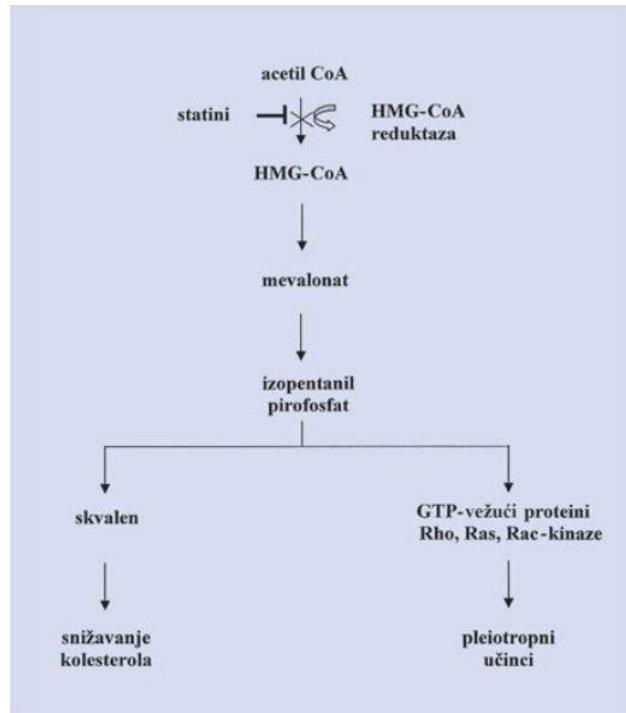 acetil CoA
statini
HMG-CoA
reduktaza
HMG-CoA
mevalonat
izopentanil
pirofosfat
skvalen
GTP-vežući proteini
Rho, Ras, Rac-kinaze
snižavanje
kolesterola
pleiotropni
učinci